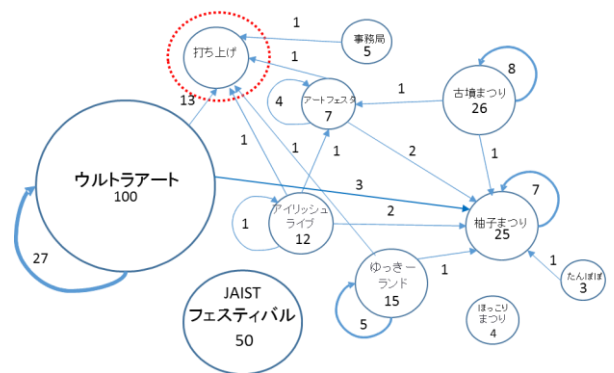 1
事務局
5
打ち上げ
1
8
13
4
アートフェスタ
7
1
古墳まつり
26
1
1
1
2
1
ウルトラアート
100
3
7
アイリッシュ
ライブ
12
1
2
柚子まつり
25
27
JAIST
フェスティバル
50
ゆっきー
ランド
15
5
1
1
たんぽぽ
3
ほっこり
まつり
4